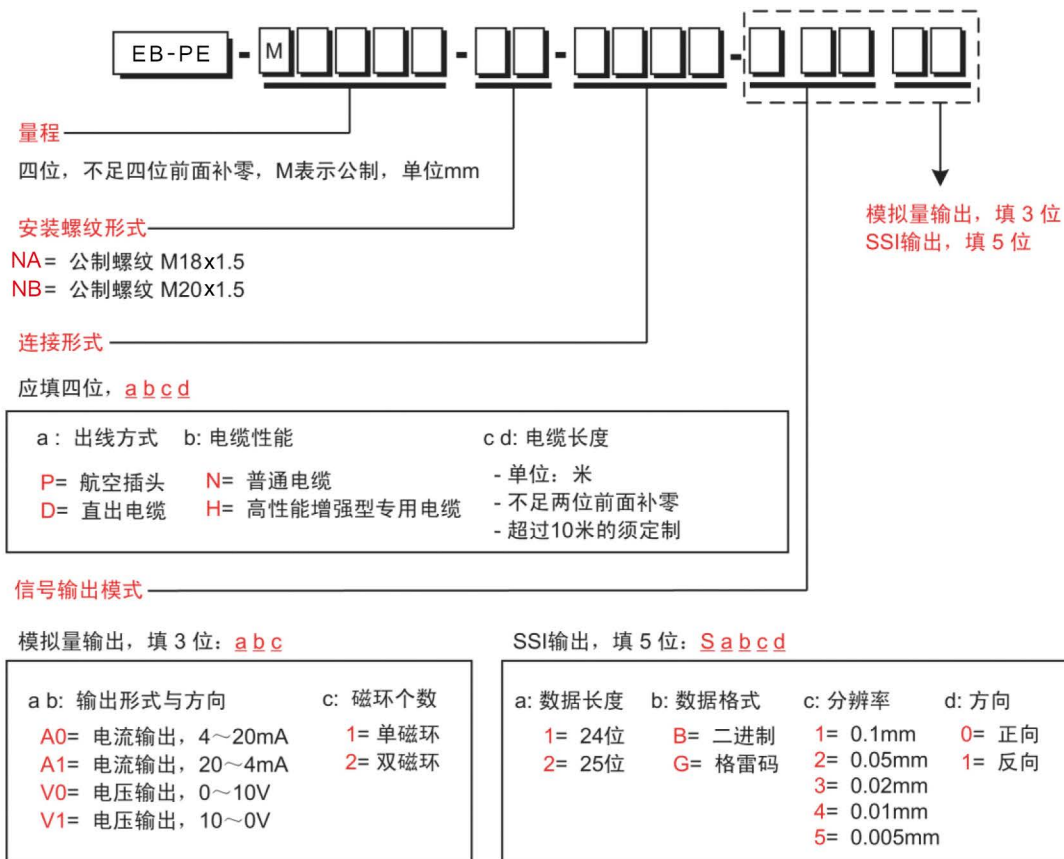 EB-PE - M - - -
量程
四位，不足四位前面补零，M表示公制，单位mm
模拟量输出，填 3 位
SSI输出，填 5 位
安装螺纹形式
NA= 公制螺纹 M18x1.5
NB= 公制螺纹 M20x1.5
连接形式
应填四位，a b c d
a： 出线方式 b: 电缆性能 c d: 电缆长度
P= 航空插头 N= 普通电缆 - 单位：米
D= 直出电缆 H= 高性能增强型专用电缆 - 不足两位前面补零
- 超过10米的须定制
信号输出模式
模拟量输出，填 3 位：a b c
a b: 输出形式与方向 c: 磁环个数
A0= 电流输出，4～20mA 1= 单磁环
A1= 电流输出，20～4mA 2= 双磁环
V0= 电压输出，0～10V
V1= 电压输出，10～0V
SSI输出，填 5 位：S a b c d
a: 数据长度 b: 数据格式 c: 分辨率 d: 方向
1= 24位 B= 二进制 1= 0.1mm 0= 正向
2= 25位 G= 格雷码 2= 0.05mm 1= 反向
3= 0.02mm
4= 0.01mm
5= 0.005mm